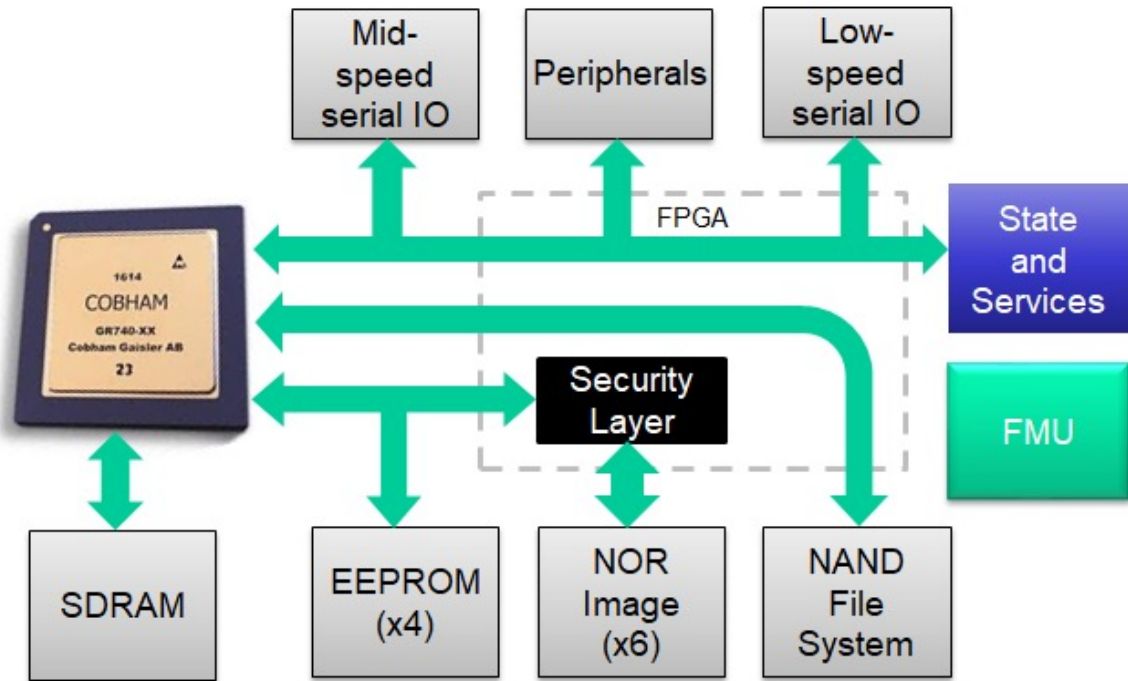 Mid-
speed
serial IO
Peripherals
Low-
speed
serial IO
FPGA
State
and
Services
1614
COBHAM
GR740-XX
Cobham Gaisler AB
23
Security
Layer
FMU
SDRAM
EEPROM
(x4)
NOR
Image
(x6)
NAND
File
System